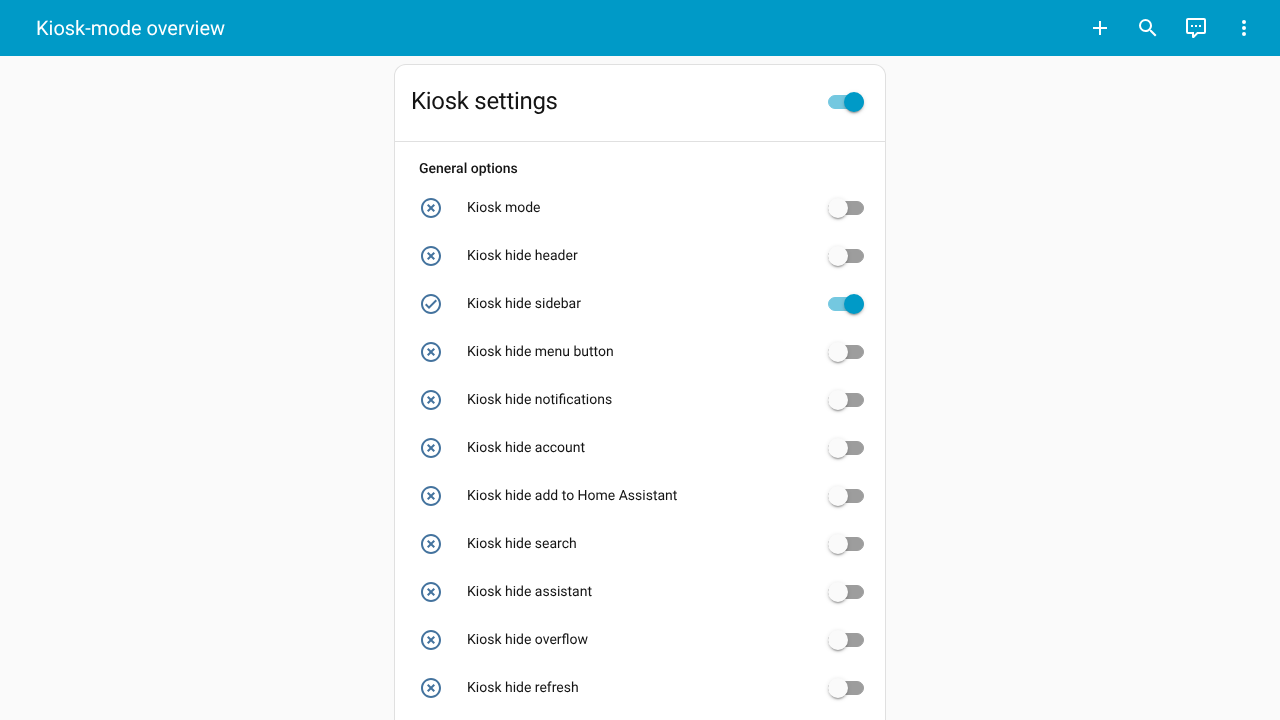 Kiosk-mode overview
Kiosk settings
General options
Kiosk mode
Kiosk hide header
Kiosk hide sidebar
Kiosk hide menu button
Kiosk hide notifications
Kiosk hide account
Kiosk hide add to Home Assistant
Kiosk hide search
Kiosk hide assistant
Kiosk hide overflow
Kiosk hide refresh